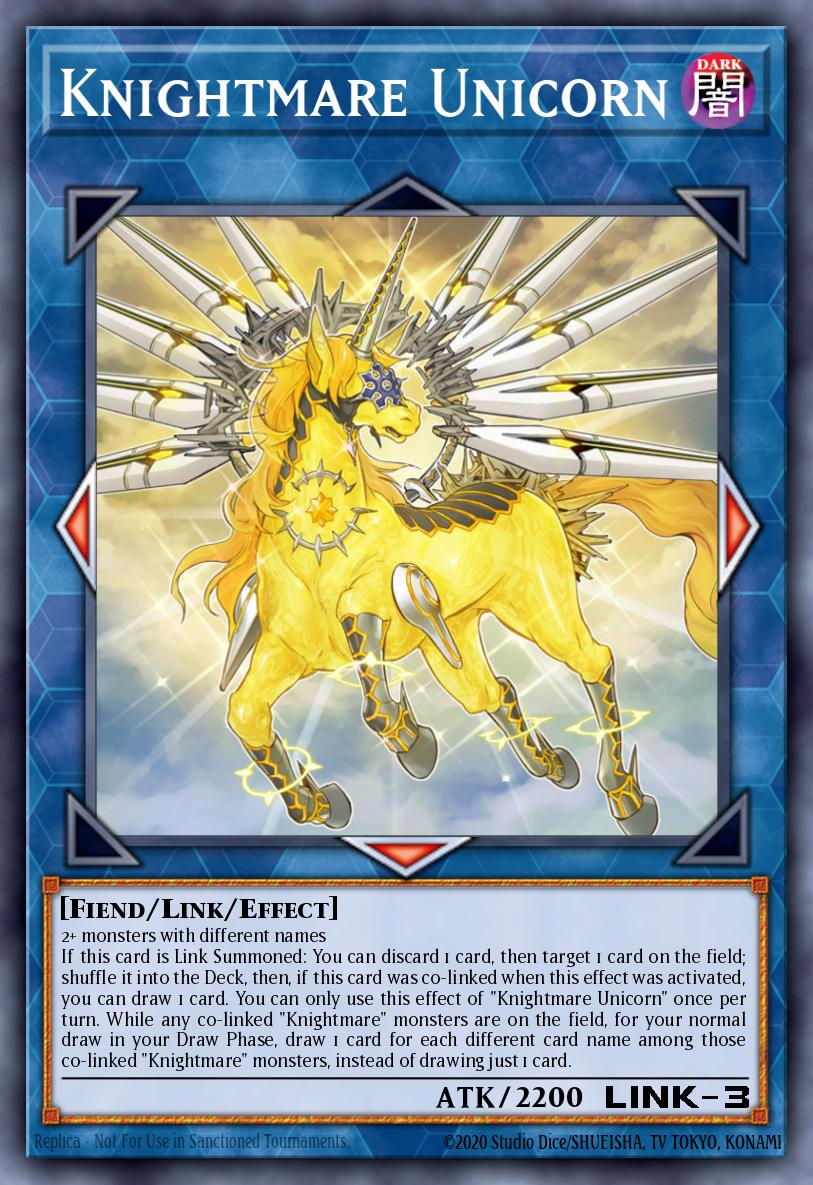 Knightmare Unicorn
DARK
闇
[Fiend/Link/Effect]
2+ monsters with different names
If this card is Link Summoned: You can discard 1 card, then target 1 card on the field;
shuffle it into the Deck, then, if this card was co-linked when this effect was activated,
you can draw 1 card. You can only use this effect of "Knightmare Unicorn" once per
turn. While any co-linked "Knightmare" monsters are on the field, for your normal
draw in your Draw Phase, draw 1 card for each different card name among those
co-linked "Knightmare" monsters, instead of drawing just 1 card.
ATK/2200 LINK-3
Replica - Not For Use in Sanctioned Tournaments. ©2020 Studio Dice/SHUEISHA, TV TOKYO, KONAMI